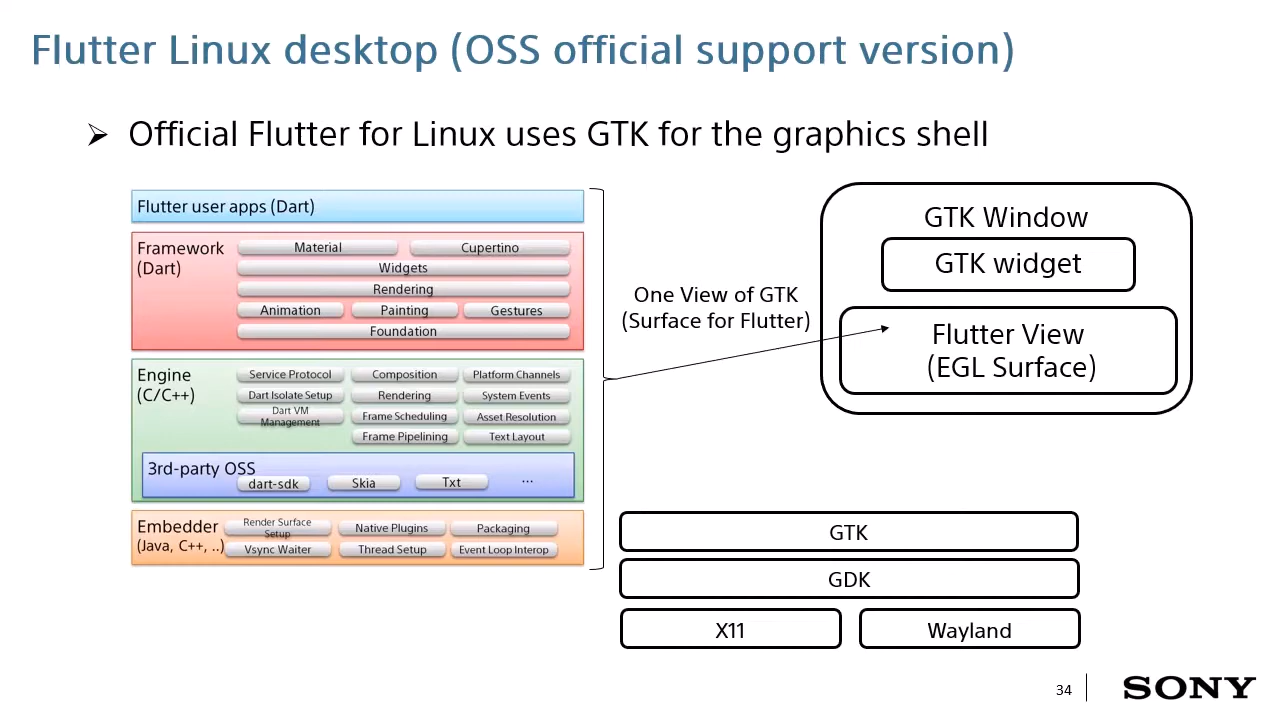 Flutter Linux desktop (OSS official support version)
➢ Official Flutter for Linux uses GTK for the graphics shell
Flutter user apps (Dart)
Framework
(Dart)
Material
Cupertino
Widgets
Rendering
Animation
Painting
Gestures
Foundation
Engine
(C/C++)
Service Protocol
Composition
Platform Channels
Dart Isolate Setup
Rendering
System Events
Dart VM
Management
Frame Scheduling
Asset Resolution
Frame Pipelining
Text Layout
3rd-party OSS
dart-sdk
Skia
Txt
...
Embedder
(Java, C++, ..)
Render Surface
Setup
Native Plugins
Packaging
Vsync Waiter
Thread Setup
Event Loop Interop
One View of GTK
(Surface for Flutter)
GTK Window
GTK widget
Flutter View
(EGL Surface)
GTK
GDK
X11
Wayland
34
SONY